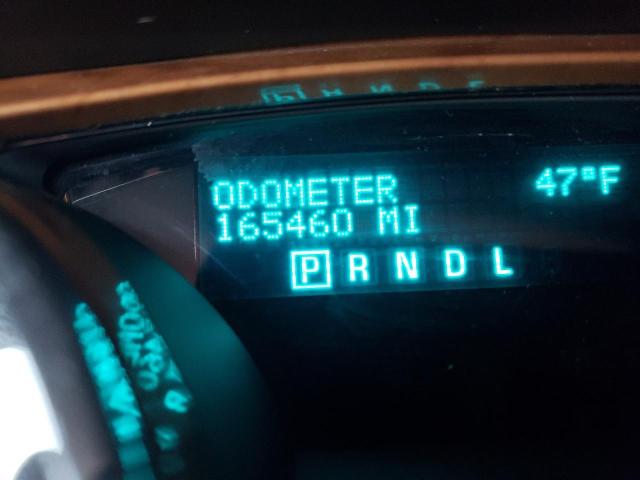 ODOMETER 47°F
165460 MI
P R N D L